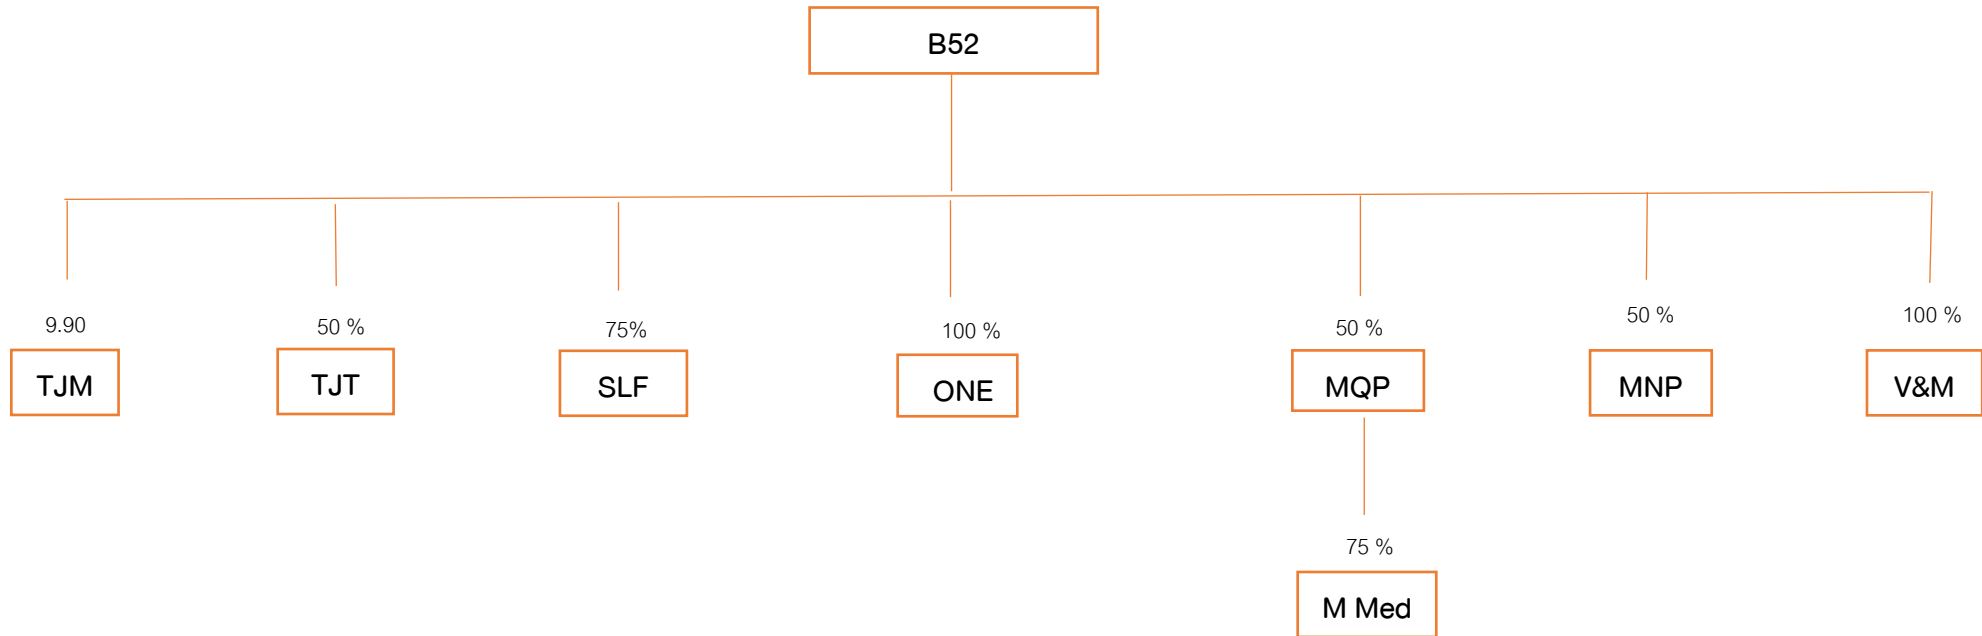 B52
9.90
50 %
75%
100 %
50 %
50 %
100 %
TJM
TJT
SLF
ONE
MQP
MNP
V&M
75 %
M Med